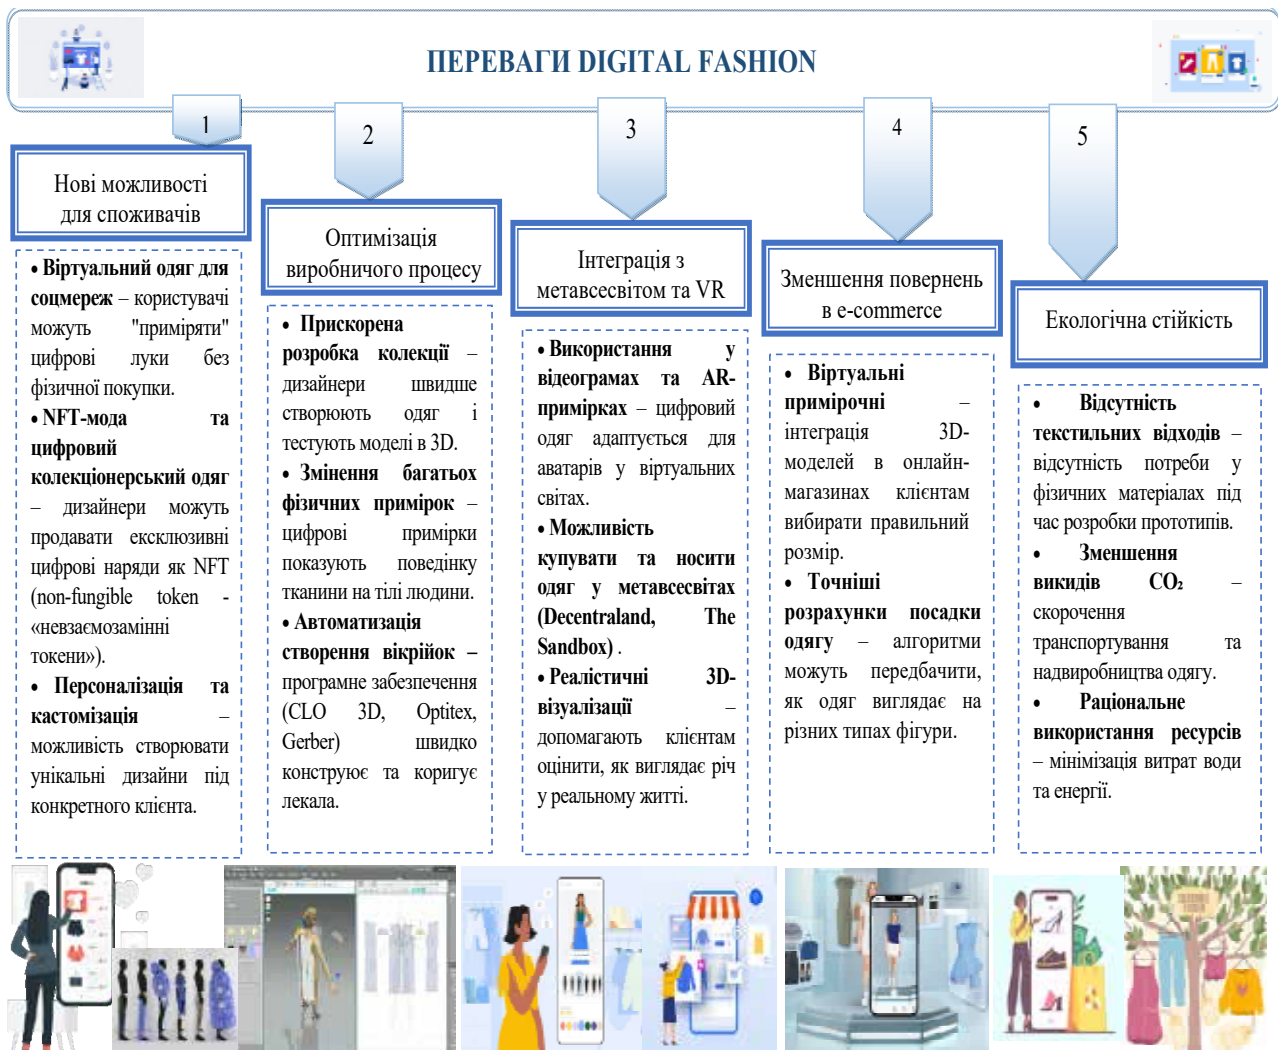 ПЕРЕВАГИ DIGITAL FASHION
1
Нові можливості
для споживачів
• Віртуальний одяг для
соцмереж – користувачі
можуть "приміряти"
цифрові луки без
фізичної покупки.
• NFT-мода та
цифровий
колекціонерський одяг
– дизайнери можуть
продавати ексклюзивні
цифрові наряди як NFT
(non-fungible token -
«невзаємозамінні
токени»).
• Персоналізація та
кастомізація –
можливість створювати
унікальні дизайни під
конкретного клієнта.
2
Оптимізація
виробничого процесу
• Прискорена
розробка колекції –
дизайнери швидше
створюють одяг і
тестують моделі в 3D.
• Змінення багатьох
фізичних примірок –
цифрові примірки
показують поведінку
тканини на тілі людини.
• Автоматизація
створення вікрійок –
програмне забезпечення
(CLO 3D, Optitex,
Gerber) швидко
конструює та коригує
лекала.
3
Інтеграція з
метавсесвітом та VR
• Використання у
відеограмах та AR-
примірках – цифровий
одяг адаптується для
аватарів у віртуальних
світах.
• Можливість
купувати та носити
одяг у метавсесвітах
(Decentraland, The
Sandbox) .
• Реалістичні 3D-
візуалізації –
допомагають клієнтам
оцінити, як виглядає річ
у реальному житті.
4
Зменшення повернень
в e-commerce
• Віртуальні
примірочні –
інтеграція 3D-
моделей в онлайн-
магазинах клієнтам
вибирати правильний
розмір.
• Точніші
розрахунки посадки
одягу – алгоритми
можуть передбачити,
як одяг виглядає на
різних типах фігури.
5
Екологічна стійкість
• Відсутність
текстильних відходів –
відсутність потреби у
фізичних матеріалах під
час розробки прототипів.
• Зменшення
викидів CO₂ –
скорочення
транспортування та
надвиробництва одягу.
• Раціональне
використання ресурсів
– мінімізація витрат води
та енергії.